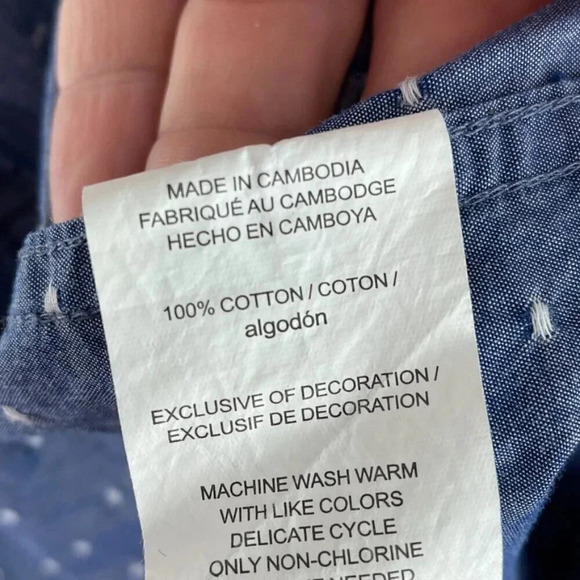 MADE IN CAMBODIA
FABRIQUÉ AU CAMBODGE
HECHO EN CAMBOYA
100% COTTON / COTON /
algodón
EXCLUSIVE OF DECORATION /
EXCLUSIF DE DECORATION
MACHINE WASH WARM
WITH LIKE COLORS
DELICATE CYCLE
ONLY NON-CHLORINE
NEEDED